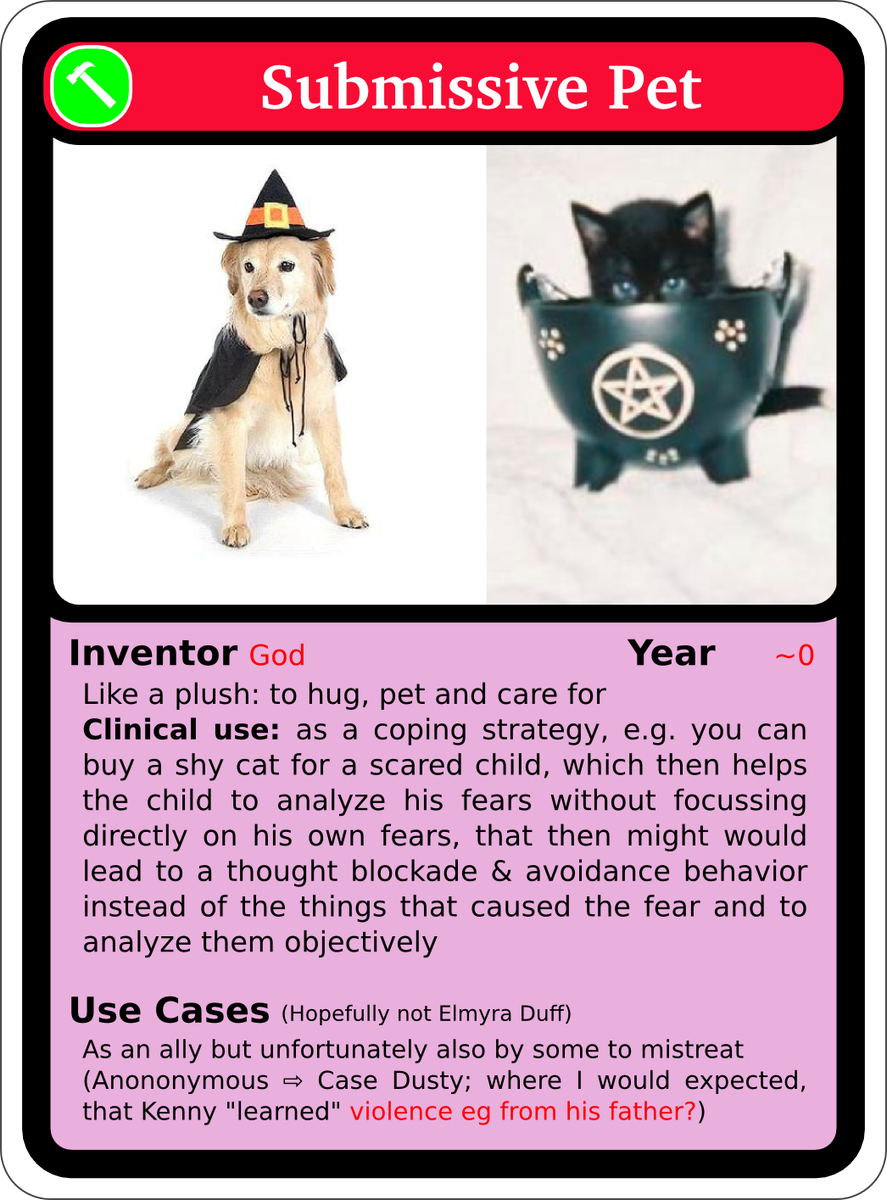 Submissive Pet
Inventor God Year ~0
Like a plush: to hug, pet and care for
Clinical use: as a coping strategy, e.g. you can
buy a shy cat for a scared child, which then helps
the child to analyze his fears without focussing
directly on his own fears, that then might would
lead to a thought blockade & avoidance behavior
instead of the things that caused the fear and to
analyze them objectively
Use Cases (Hopefully not Elmyra Duff)
As an ally but unfortunately also by some to mistreat
(Anononymous ⇨ Case Dusty; where I would expected,
that Kenny "learned" violence eg from his father?)